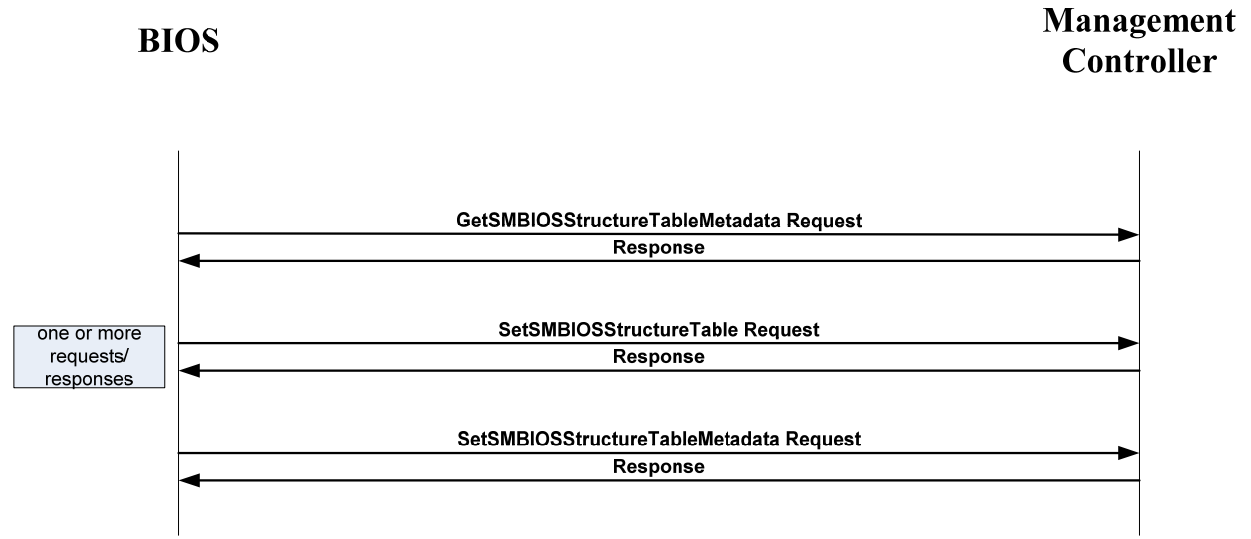 BIOS
Management
Controller
GetSMBIOSStructureTableMetadata Request
Response
one or more
requests/
responses
SetSMBIOSStructureTable Request
Response
SetSMBIOSStructureTableMetadata Request
Response